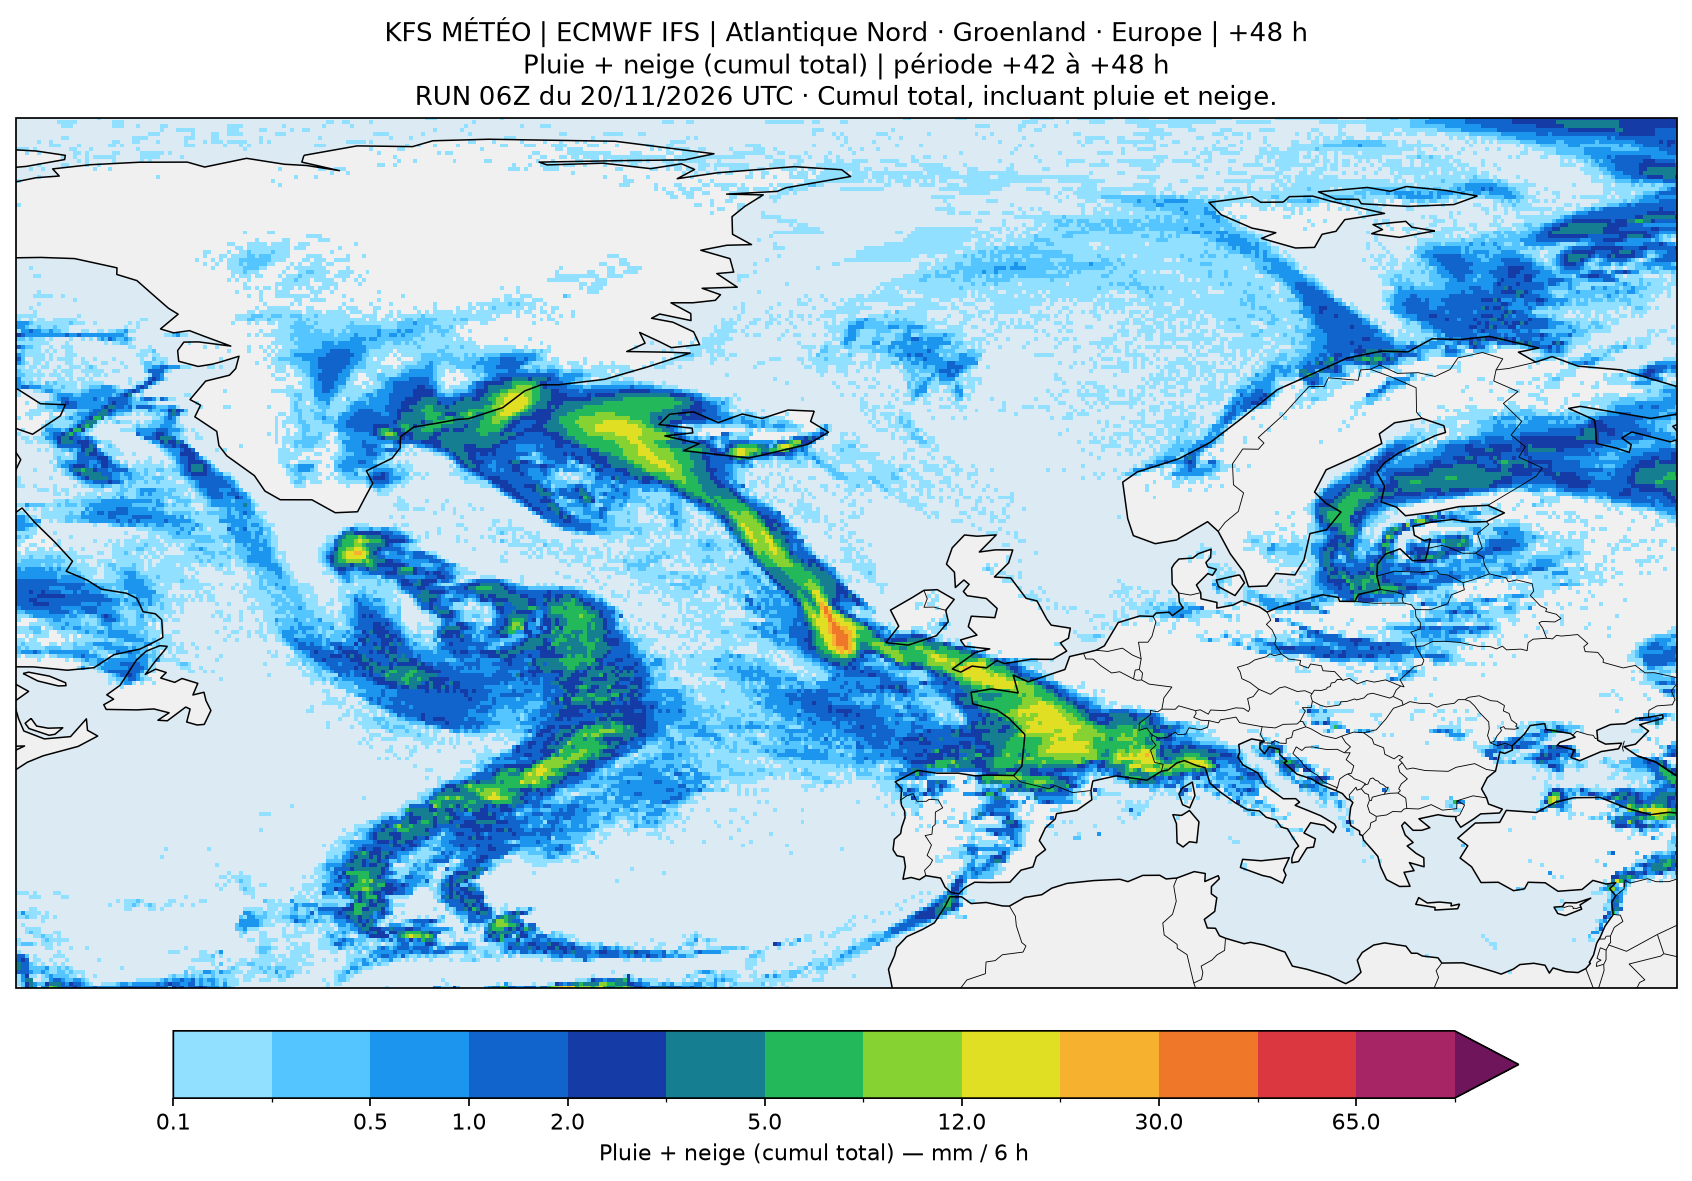 KFS MÉTÉO | ECMWF IFS | Atlantique Nord · Groenland · Europe | +48 h
Pluie + neige (cumul total) | période +42 à +48 h
RUN 06Z du 20/11/2026 UTC · Cumul total, incluant pluie et neige.
0.1 0.5 1.0 2.0 5.0 12.0 30.0 65.0
Pluie + neige (cumul total) — mm / 6 h